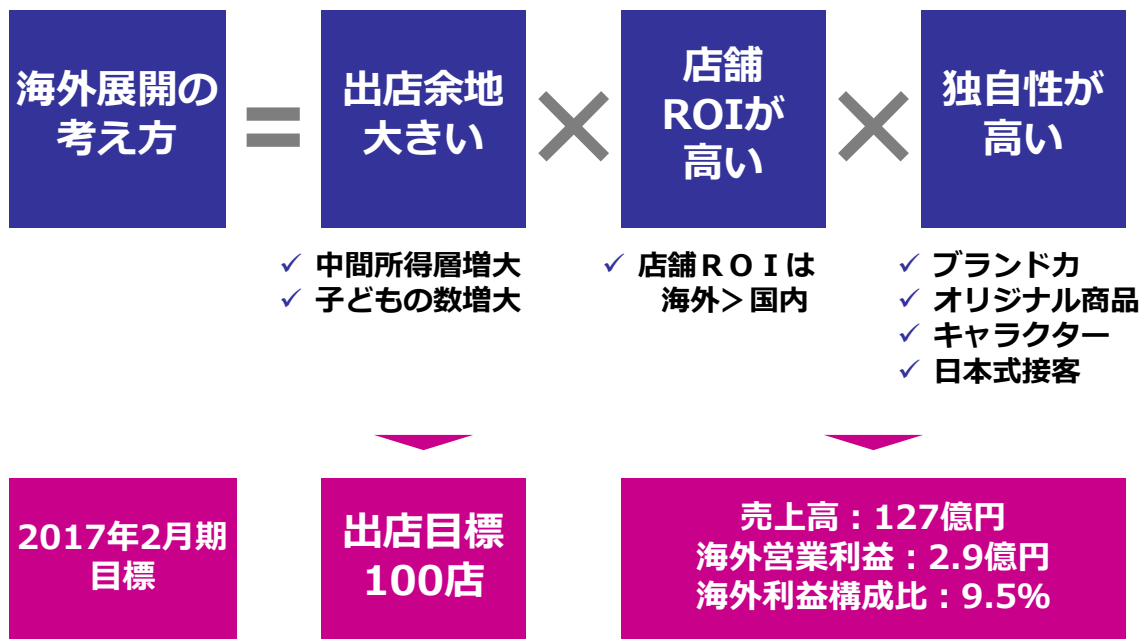 海外展開の
考え方
=
出店余地
大きい
×
店舗
ROIが
高い
×
独自性が
高い
✓ 中間所得層増大
✓ 子どもの数増大
✓ 店舗ＲＯＩは
海外＞国内
✓ ブランド力
✓ オリジナル商品
✓ キャラクター
✓ 日本式接客
2017年2月期
目標
出店目標
100店
売上高：127億円
海外営業利益：2.9億円
海外利益構成比：9.5%